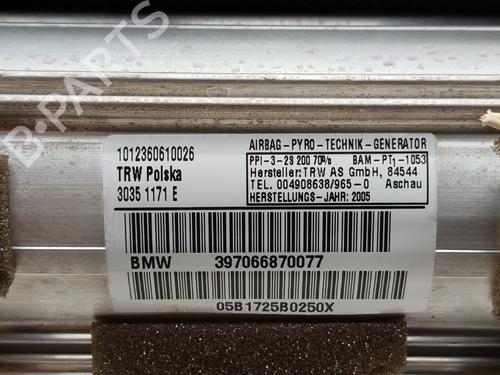 1012360610026
TRW Polska
3035 1171 E
AIRBAG-PYRO-TECHNIK-GENERATOR
PPI-3-28 200 70% BAM-PT1-1053
Hersteller:TRW AS GmbH, 84544
TEL. 004908638/965-0 Aschau
HERSTELLUNGS-JAHR: 2005
BMW 397066870077
05B1725B0250X